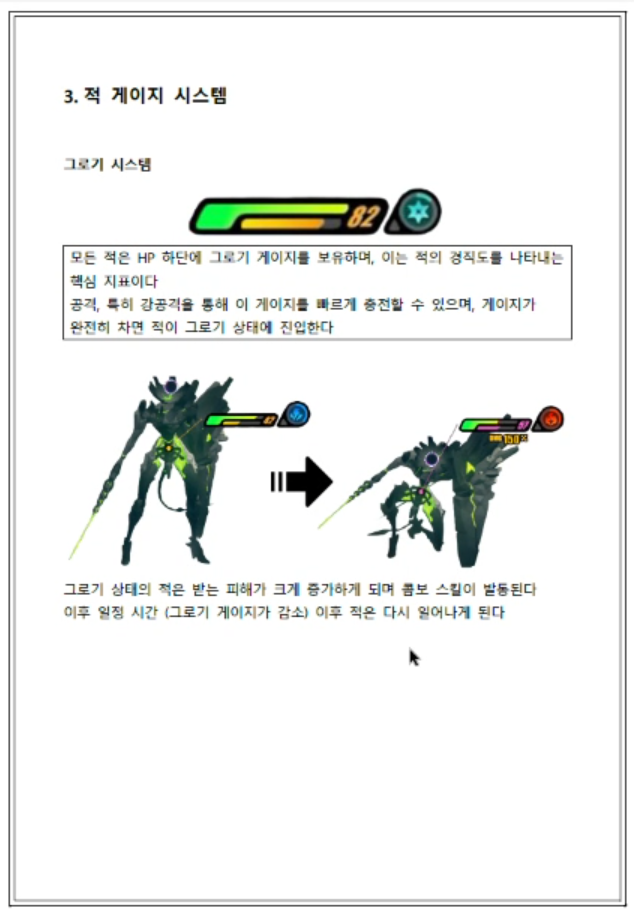 3. 적 게이지 시스템
그로기 시스템
82
모든 적은 HP 하단에 그로기 게이지를 보유하며, 이는 적의 경직도를 나타내는
핵심 지표이다
공격, 특히 강공격을 통해 이 게이지를 빠르게 충전할 수 있으며, 게이지가
완전히 차면 적이 그로기 상태에 진입한다
47
57
150%
그로기 상태의 적은 받는 피해가 크게 증가하게 되며 콤보 스킬이 발동된다
이후 일정 시간 (그로기 게이지가 감소) 이후 적은 다시 일어나게 된다